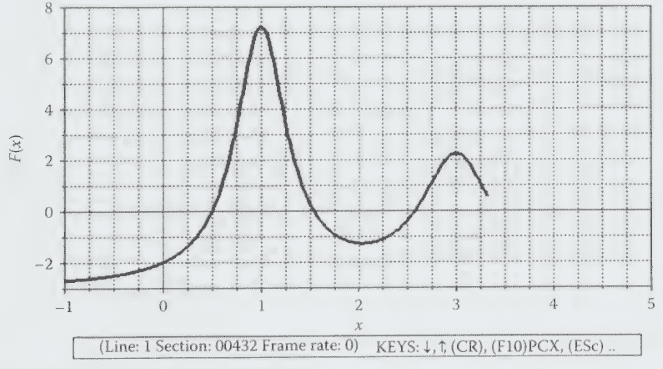 8
6
4
2
0
−2
F(x)
−1 0 1 2 3 4 5
x
(Line: 1 Section: 00432 Frame rate: 0) KEYS: ↓,↑, (CR), (F10)PCX, (ESc) ..